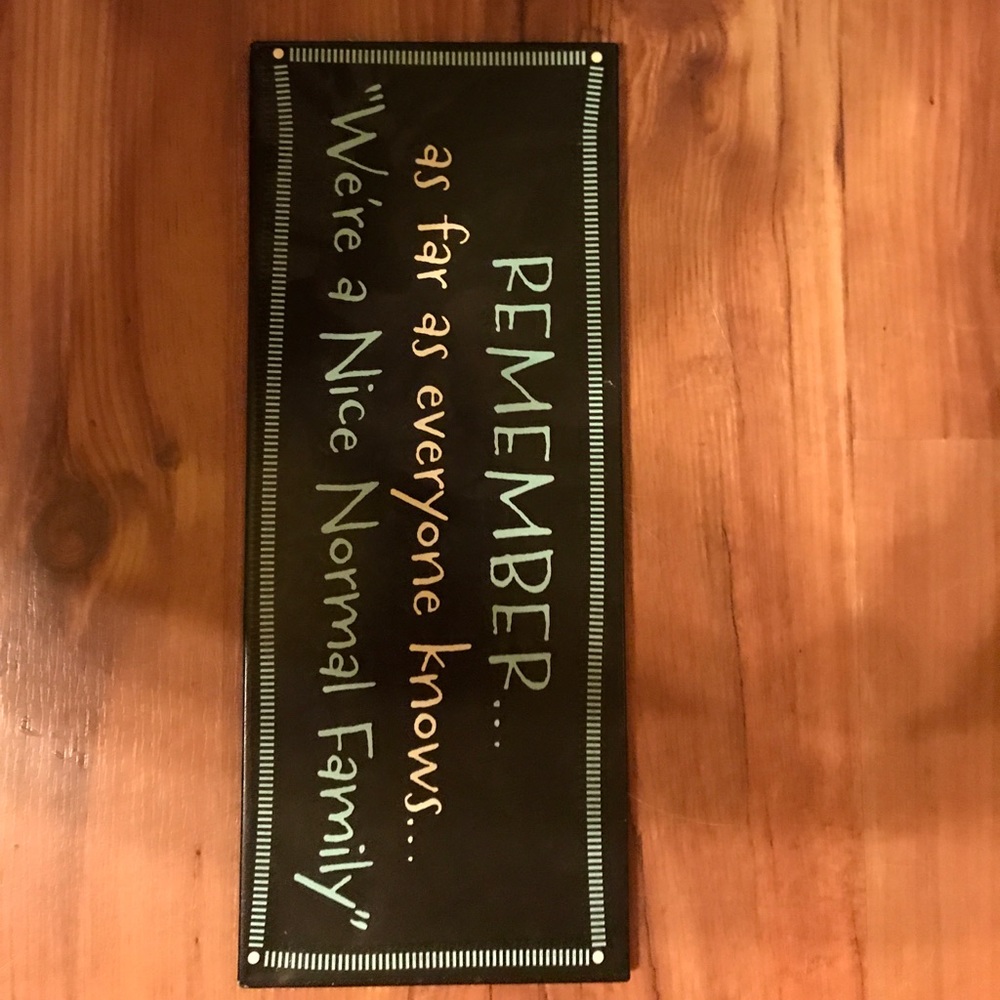 REMEMBER...
as far as everyone knows...
"We're a Nice Normal Family"